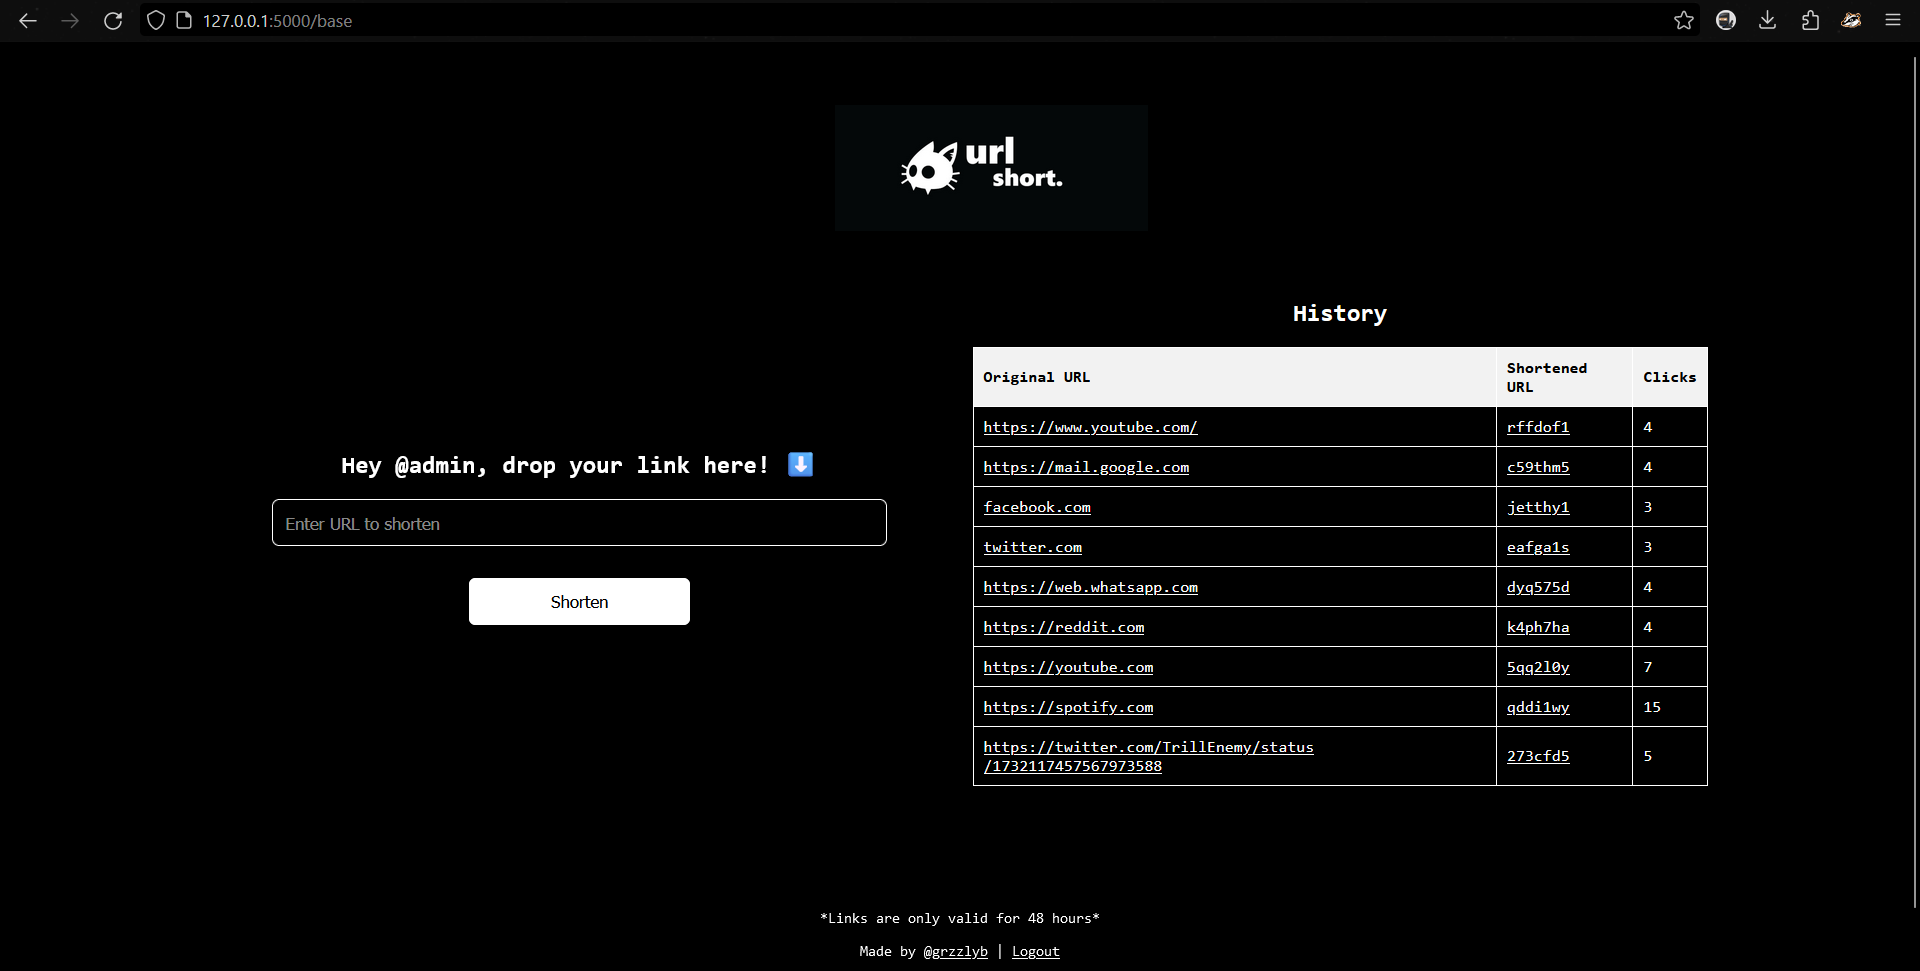 127.0.0.1:5000/base
url
short.
Hey @admin, drop your link here! ⬇️
Enter URL to shorten
Shorten
History
Original URL Shortened URL Clicks
https://www.youtube.com/ rffdof1 4
https://mail.google.com c59thm5 4
facebook.com jetthy1 3
twitter.com eafga1s 3
https://web.whatsapp.com dyq575d 4
https://reddit.com k4ph7ha 4
https://youtube.com 5qq2l0y 7
https://spotify.com qddi1wy 15
https://twitter.com/TrillEnemy/status
/1732117457567973588 273cfd5 5
*Links are only valid for 48 hours*
Made by @grzzlyb | Logout